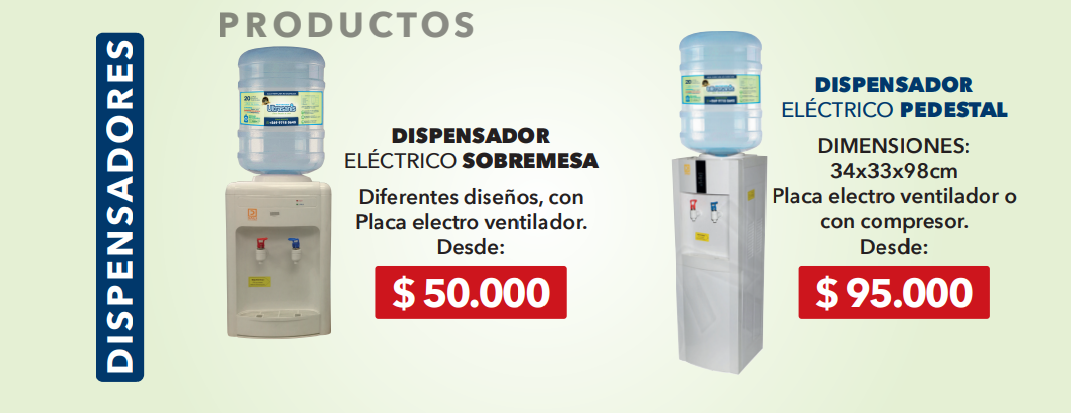 PRODUCTOS
DISPENSADORES
DISPENSADOR
ELÉCTRICO SOBREMESA
Diferentes diseños, con
Placa electro ventilador.
Desde:
$ 50.000
DISPENSADOR
ELÉCTRICO PEDESTAL
DIMENSIONES:
34x33x98cm
Placa electro ventilador o
con compresor.
Desde:
$ 95.000
20